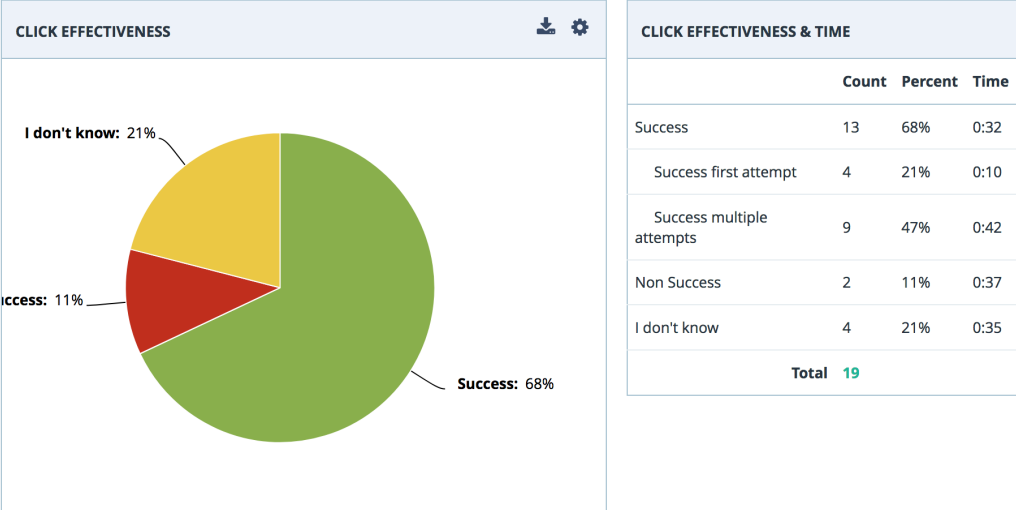 CLICK EFFECTIVENESS
I don't know: 21%
ccess: 11%
Success: 68%
CLICK EFFECTIVENESS & TIME
Count Percent Time
Success 13 68% 0:32
Success first attempt 4 21% 0:10
Success multiple
attempts 9 47% 0:42
Non Success 2 11% 0:37
I don't know 4 21% 0:35
Total 19